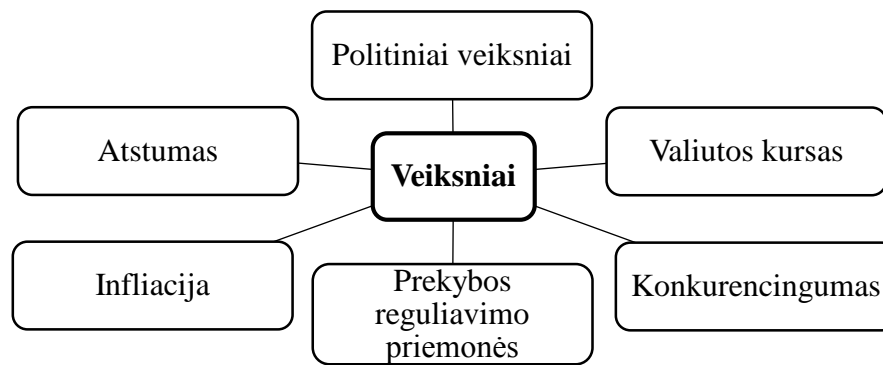 Politiniai veiksniai
Atstumas
Veiksniai
Valiutos kursas
Infliacija
Prekybos
reguliavimo
priemonės
Konkurencingumas